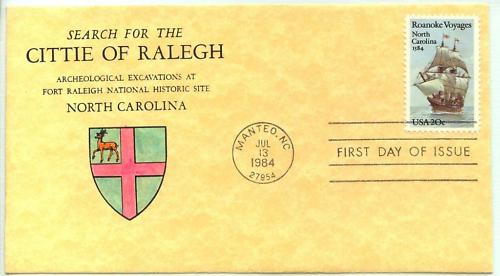 SEARCH FOR THE
CITTIE OF RALEGH
ARCHEOLOGICAL EXCAVATIONS AT
FORT RALEIGH NATIONAL HISTORIC SITE
NORTH CAROLINA
Roanoke Voyages
North
Carolina
1584
USA 20c
MANTEO, NC
JUL
13
1984
27954
FIRST DAY OF ISSUE